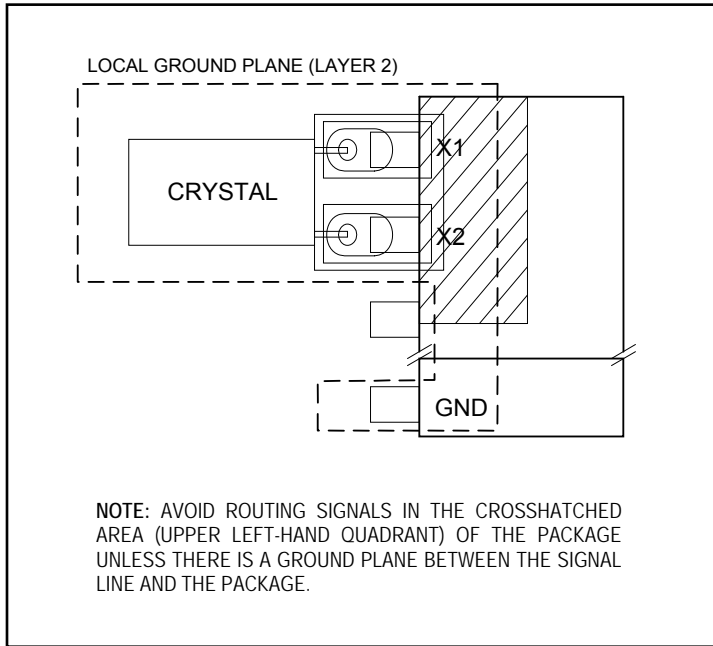 LOCAL GROUND PLANE (LAYER 2)
X1
CRYSTAL
X2
GND
NOTE: AVOID ROUTING SIGNALS IN THE CROSSHATCHED
AREA (UPPER LEFT-HAND QUADRANT) OF THE PACKAGE
UNLESS THERE IS A GROUND PLANE BETWEEN THE SIGNAL
LINE AND THE PACKAGE.